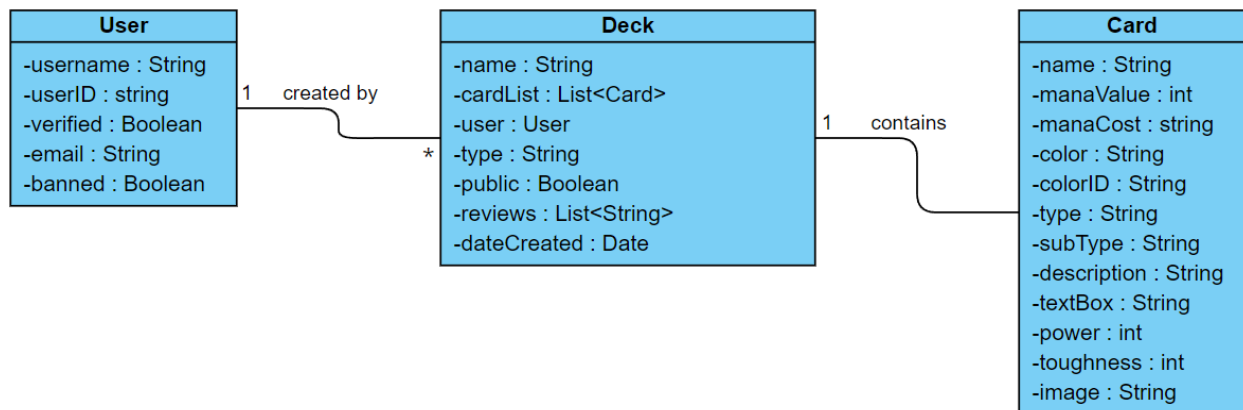 User
-username : String
-userID : string
-verified : Boolean
-email : String
-banned : Boolean
1 created by
*
Deck
-name : String
-cardList : List<Card>
-user : User
-type : String
-public : Boolean
-reviews : List<String>
-dateCreated : Date
1 contains
Card
-name : String
-manaValue : int
-manaCost : string
-color : String
-colorID : String
-type : String
-subType : String
-description : String
-textBox : String
-power : int
-toughness : int
-image : String